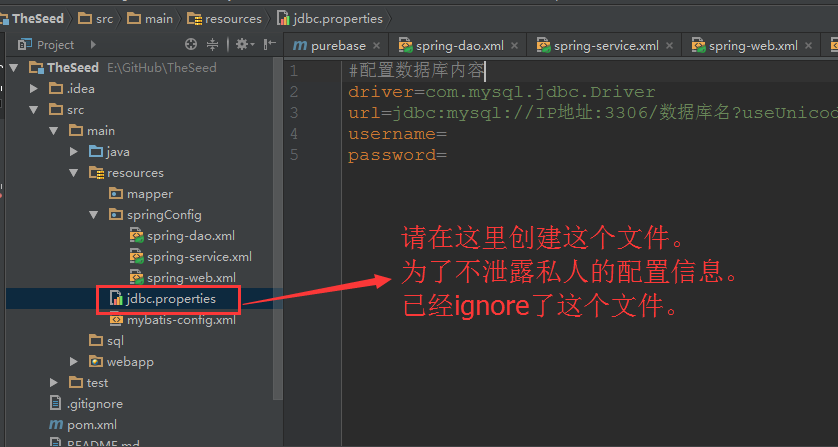 TheSeed src main resources jdbc.properties
Project
purebase spring-dao.xml spring-service.xml spring-web.xml
TheSeed E:\GitHub\TheSeed
.idea
src
main
java
resources
mapper
springConfig
spring-dao.xml
spring-service.xml
spring-web.xml
jdbc.properties
mybatis-config.xml
sql
webapp
test
.gitignore
pom.xml
README.md
1 #配置数据库内容
2 driver=com.mysql.jdbc.Driver
3 url=jdbc:mysql://IP地址:3306/数据库名?useUnicod
4 username=
5 password=
请在这里创建这个文件。
为了不泄露私人的配置信息。
已经ignore了这个文件。